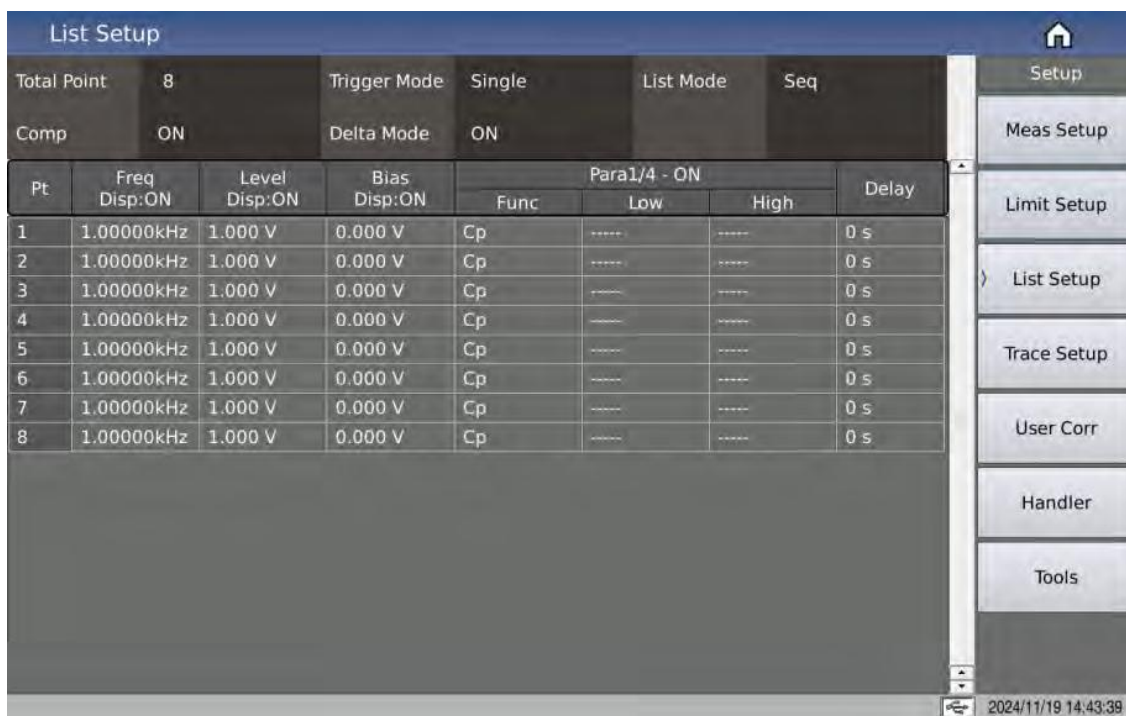 List Setup
Total Point 8 Trigger Mode Single List Mode Seq
Comp ON Delta Mode ON
Pt Freq Disp:ON Level Disp:ON Bias Disp:ON Para1/4 - ON Delay
Func Low High
1 1.00000kHz 1.000 V 0.000 V Cp ----- ----- 0 s
2 1.00000kHz 1.000 V 0.000 V Cp ----- ----- 0 s
3 1.00000kHz 1.000 V 0.000 V Cp ----- ----- 0 s
4 1.00000kHz 1.000 V 0.000 V Cp ----- ----- 0 s
5 1.00000kHz 1.000 V 0.000 V Cp ----- ----- 0 s
6 1.00000kHz 1.000 V 0.000 V Cp ----- ----- 0 s
7 1.00000kHz 1.000 V 0.000 V Cp ----- ----- 0 s
8 1.00000kHz 1.000 V 0.000 V Cp ----- ----- 0 s
Setup
Meas Setup
Limit Setup
List Setup
Trace Setup
User Corr
Handler
Tools
2024/11/19 14:43:39